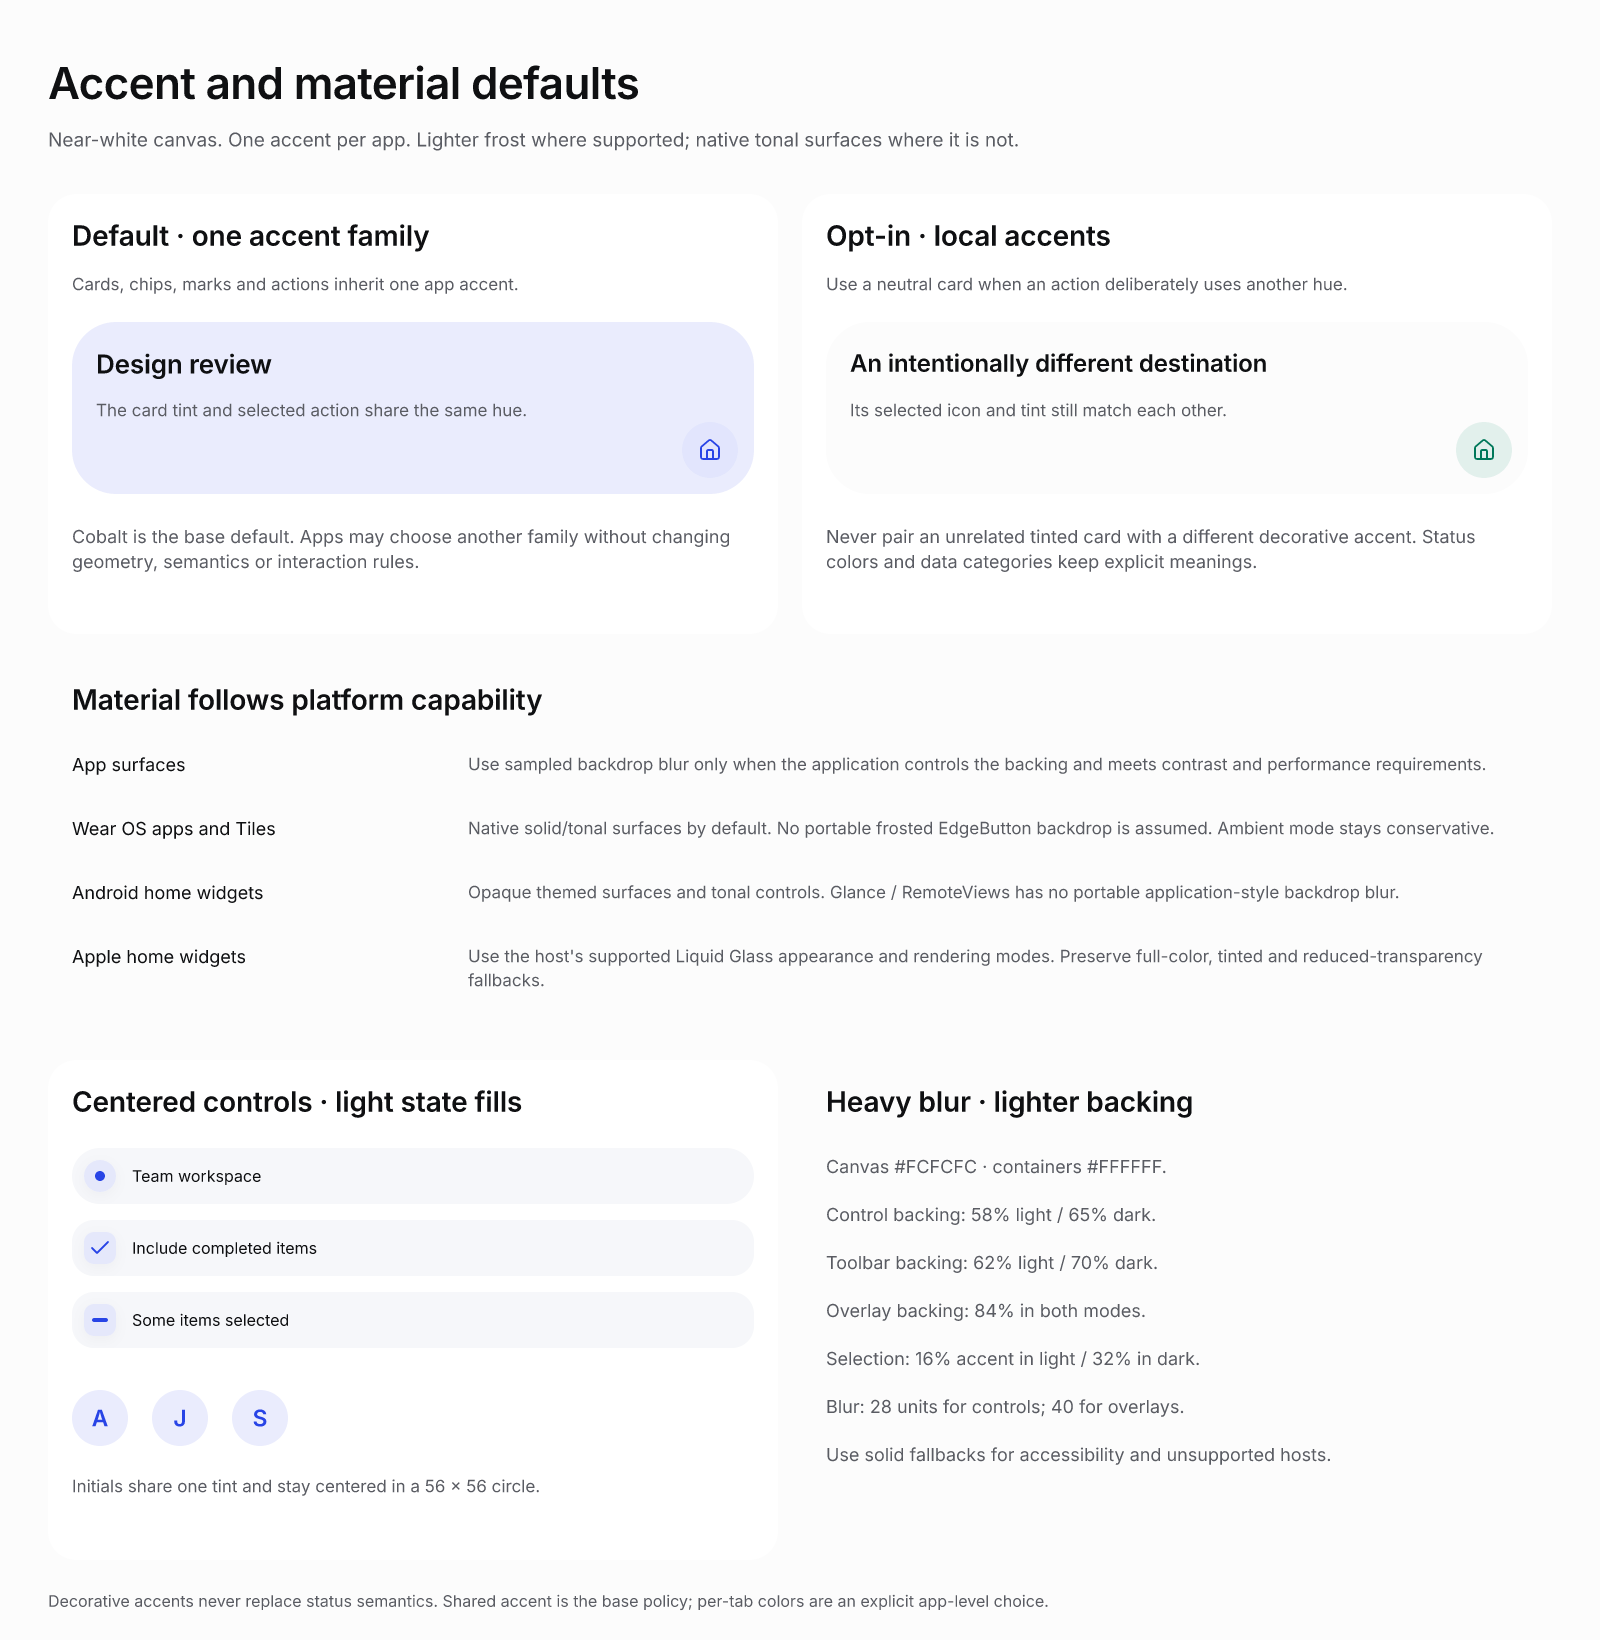 Accent and material defaults
Near-white canvas. One accent per app. Lighter frost where supported; native tonal surfaces where it is not.
Default · one accent family
Cards, chips, marks and actions inherit one app accent.
Design review
The card tint and selected action share the same hue.
Cobalt is the base default. Apps may choose another family without changing
geometry, semantics or interaction rules.
Opt-in · local accents
Use a neutral card when an action deliberately uses another hue.
An intentionally different destination
Its selected icon and tint still match each other.
Never pair an unrelated tinted card with a different decorative accent. Status
colors and data categories keep explicit meanings.
Material follows platform capability
App surfaces
Use sampled backdrop blur only when the application controls the backing and meets contrast and performance requirements.
Wear OS apps and Tiles
Native solid/tonal surfaces by default. No portable frosted EdgeButton backdrop is assumed. Ambient mode stays conservative.
Android home widgets
Opaque themed surfaces and tonal controls. Glance / RemoteViews has no portable application-style backdrop blur.
Apple home widgets
Use the host's supported Liquid Glass appearance and rendering modes. Preserve full-color, tinted and reduced-transparency
fallbacks.
Centered controls · light state fills
Team workspace
Include completed items
Some items selected
A J S
Initials share one tint and stay centered in a 56 × 56 circle.
Heavy blur · lighter backing
Canvas #FCFCFC · containers #FFFFFF.
Control backing: 58% light / 65% dark.
Toolbar backing: 62% light / 70% dark.
Overlay backing: 84% in both modes.
Selection: 16% accent in light / 32% in dark.
Blur: 28 units for controls; 40 for overlays.
Use solid fallbacks for accessibility and unsupported hosts.
Decorative accents never replace status semantics. Shared accent is the base policy; per-tab colors are an explicit app-level choice.